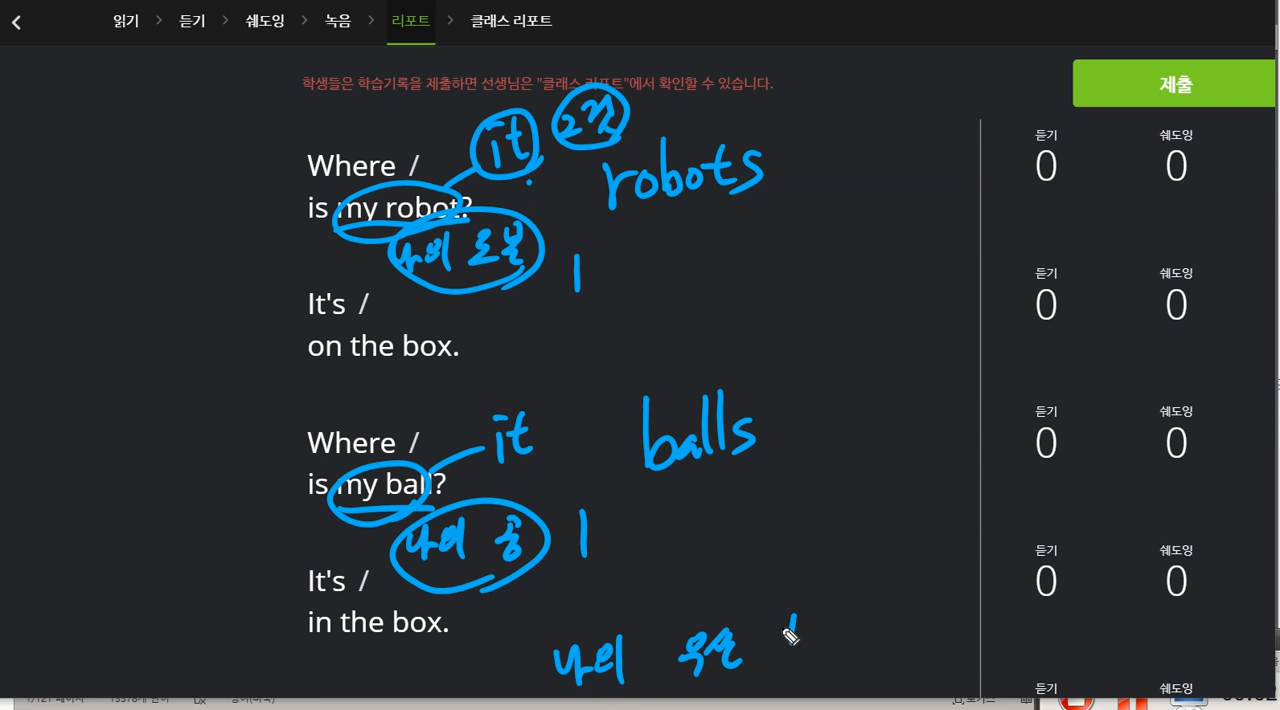 읽기 듣기 쉐도잉 녹음 리포트 클래스 리포트
학생들은 학습기록을 제출하면 선생님은 "클래스 리포트"에서 확인할 수 있습니다.
제출
it 그것
robots
Where /
is my robot?
나의 로봇 1
듣기 쉐도잉
0 0
It's /
on the box.
듣기 쉐도잉
0 0
Where / it balls
is my ball?
나의 공 1
듣기 쉐도잉
0 0
It's /
in the box.
듣기 쉐도잉
0 0
나의 우산
듣기 쉐도잉